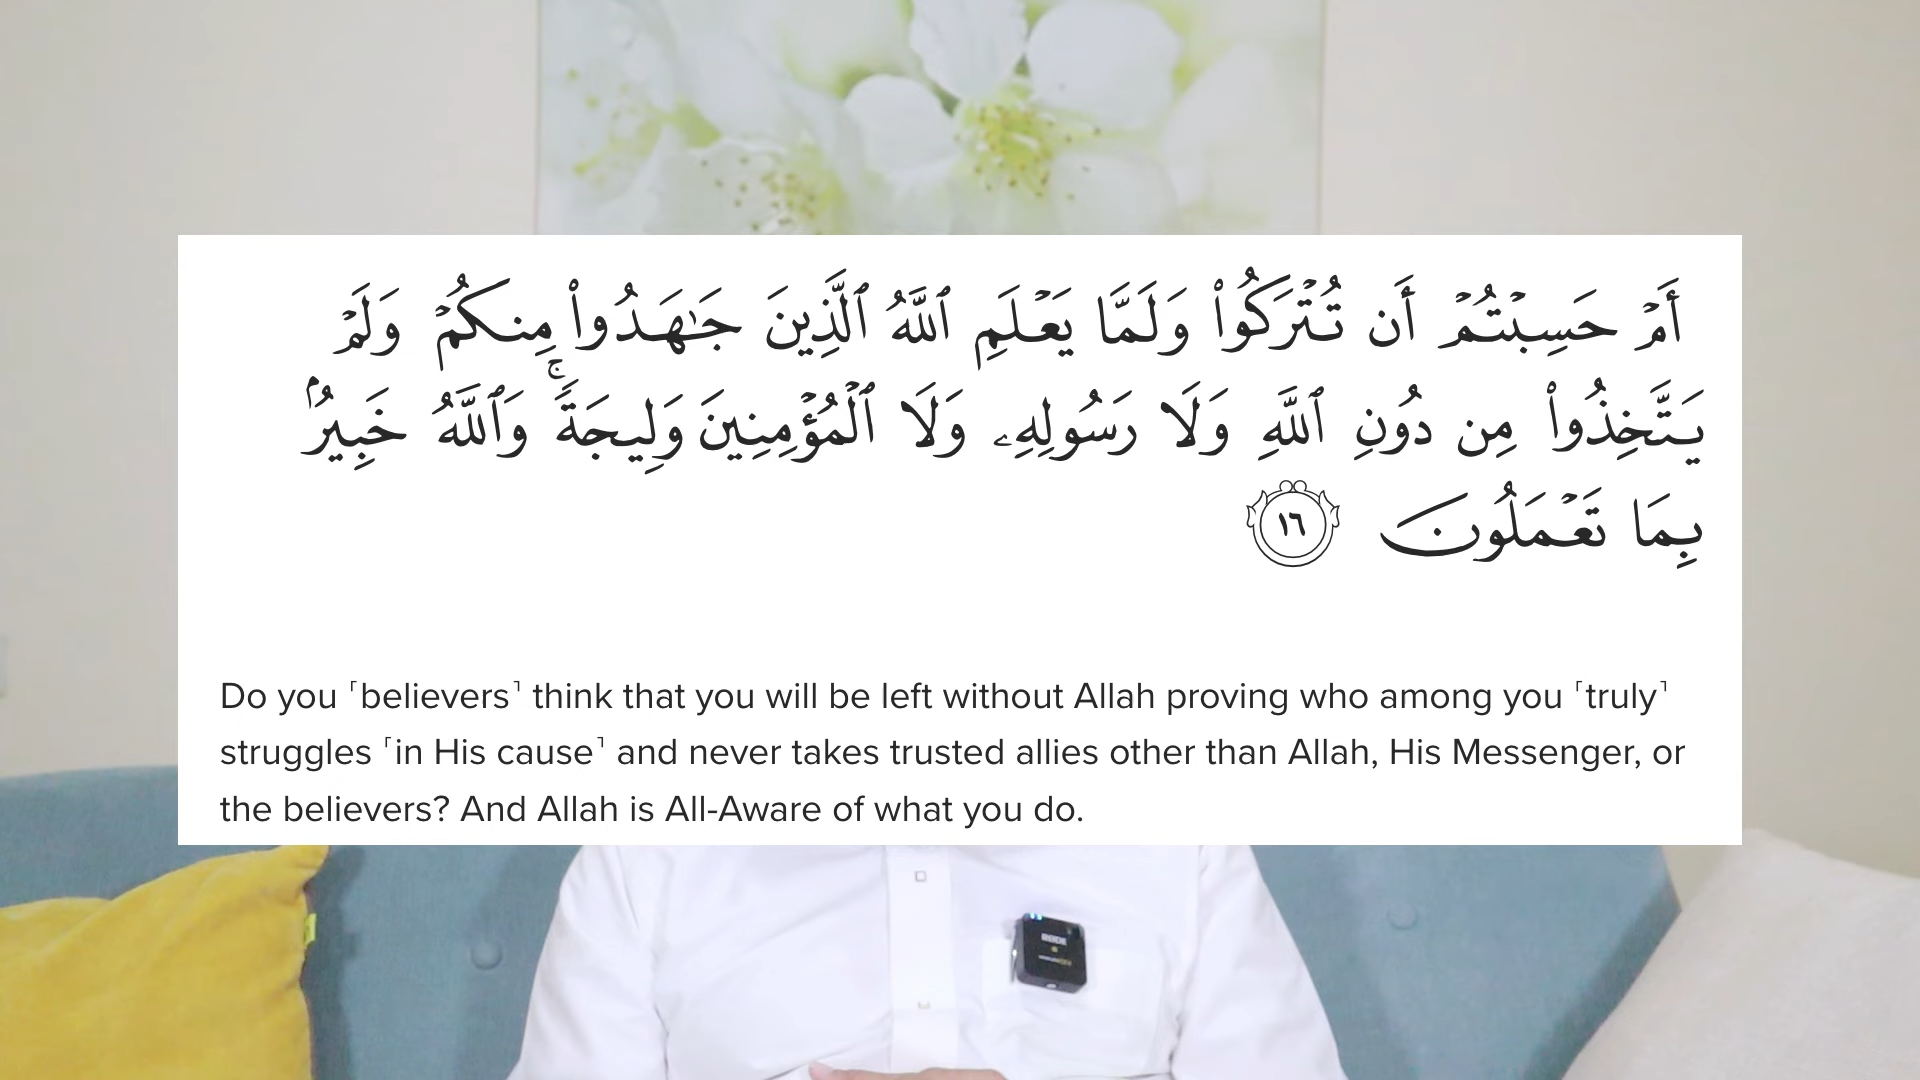 أَمْ حَسِبْتُمْ أَن تُتْرَكُوا۟ وَلَمَّا يَعْلَمِ ٱللَّهُ ٱلَّذِينَ جَـٰهَدُوا۟ مِنكُمْ وَلَمْ
يَتَّخِذُوا۟ مِن دُونِ ٱللَّهِ وَلَا رَسُولِهِۦ وَلَا ٱلْمُؤْمِنِينَ وَلِيجَةًۭ ۚ وَٱللَّهُ خَبِيرٌۢ
بِمَا تَعْمَلُونَ ١٦
Do you ⸢believers⸣ think that you will be left without Allah proving who among you ⸢truly⸣
struggles ⸢in His cause⸣ and never takes trusted allies other than Allah, His Messenger, or
the believers? And Allah is All-Aware of what you do.
RODE